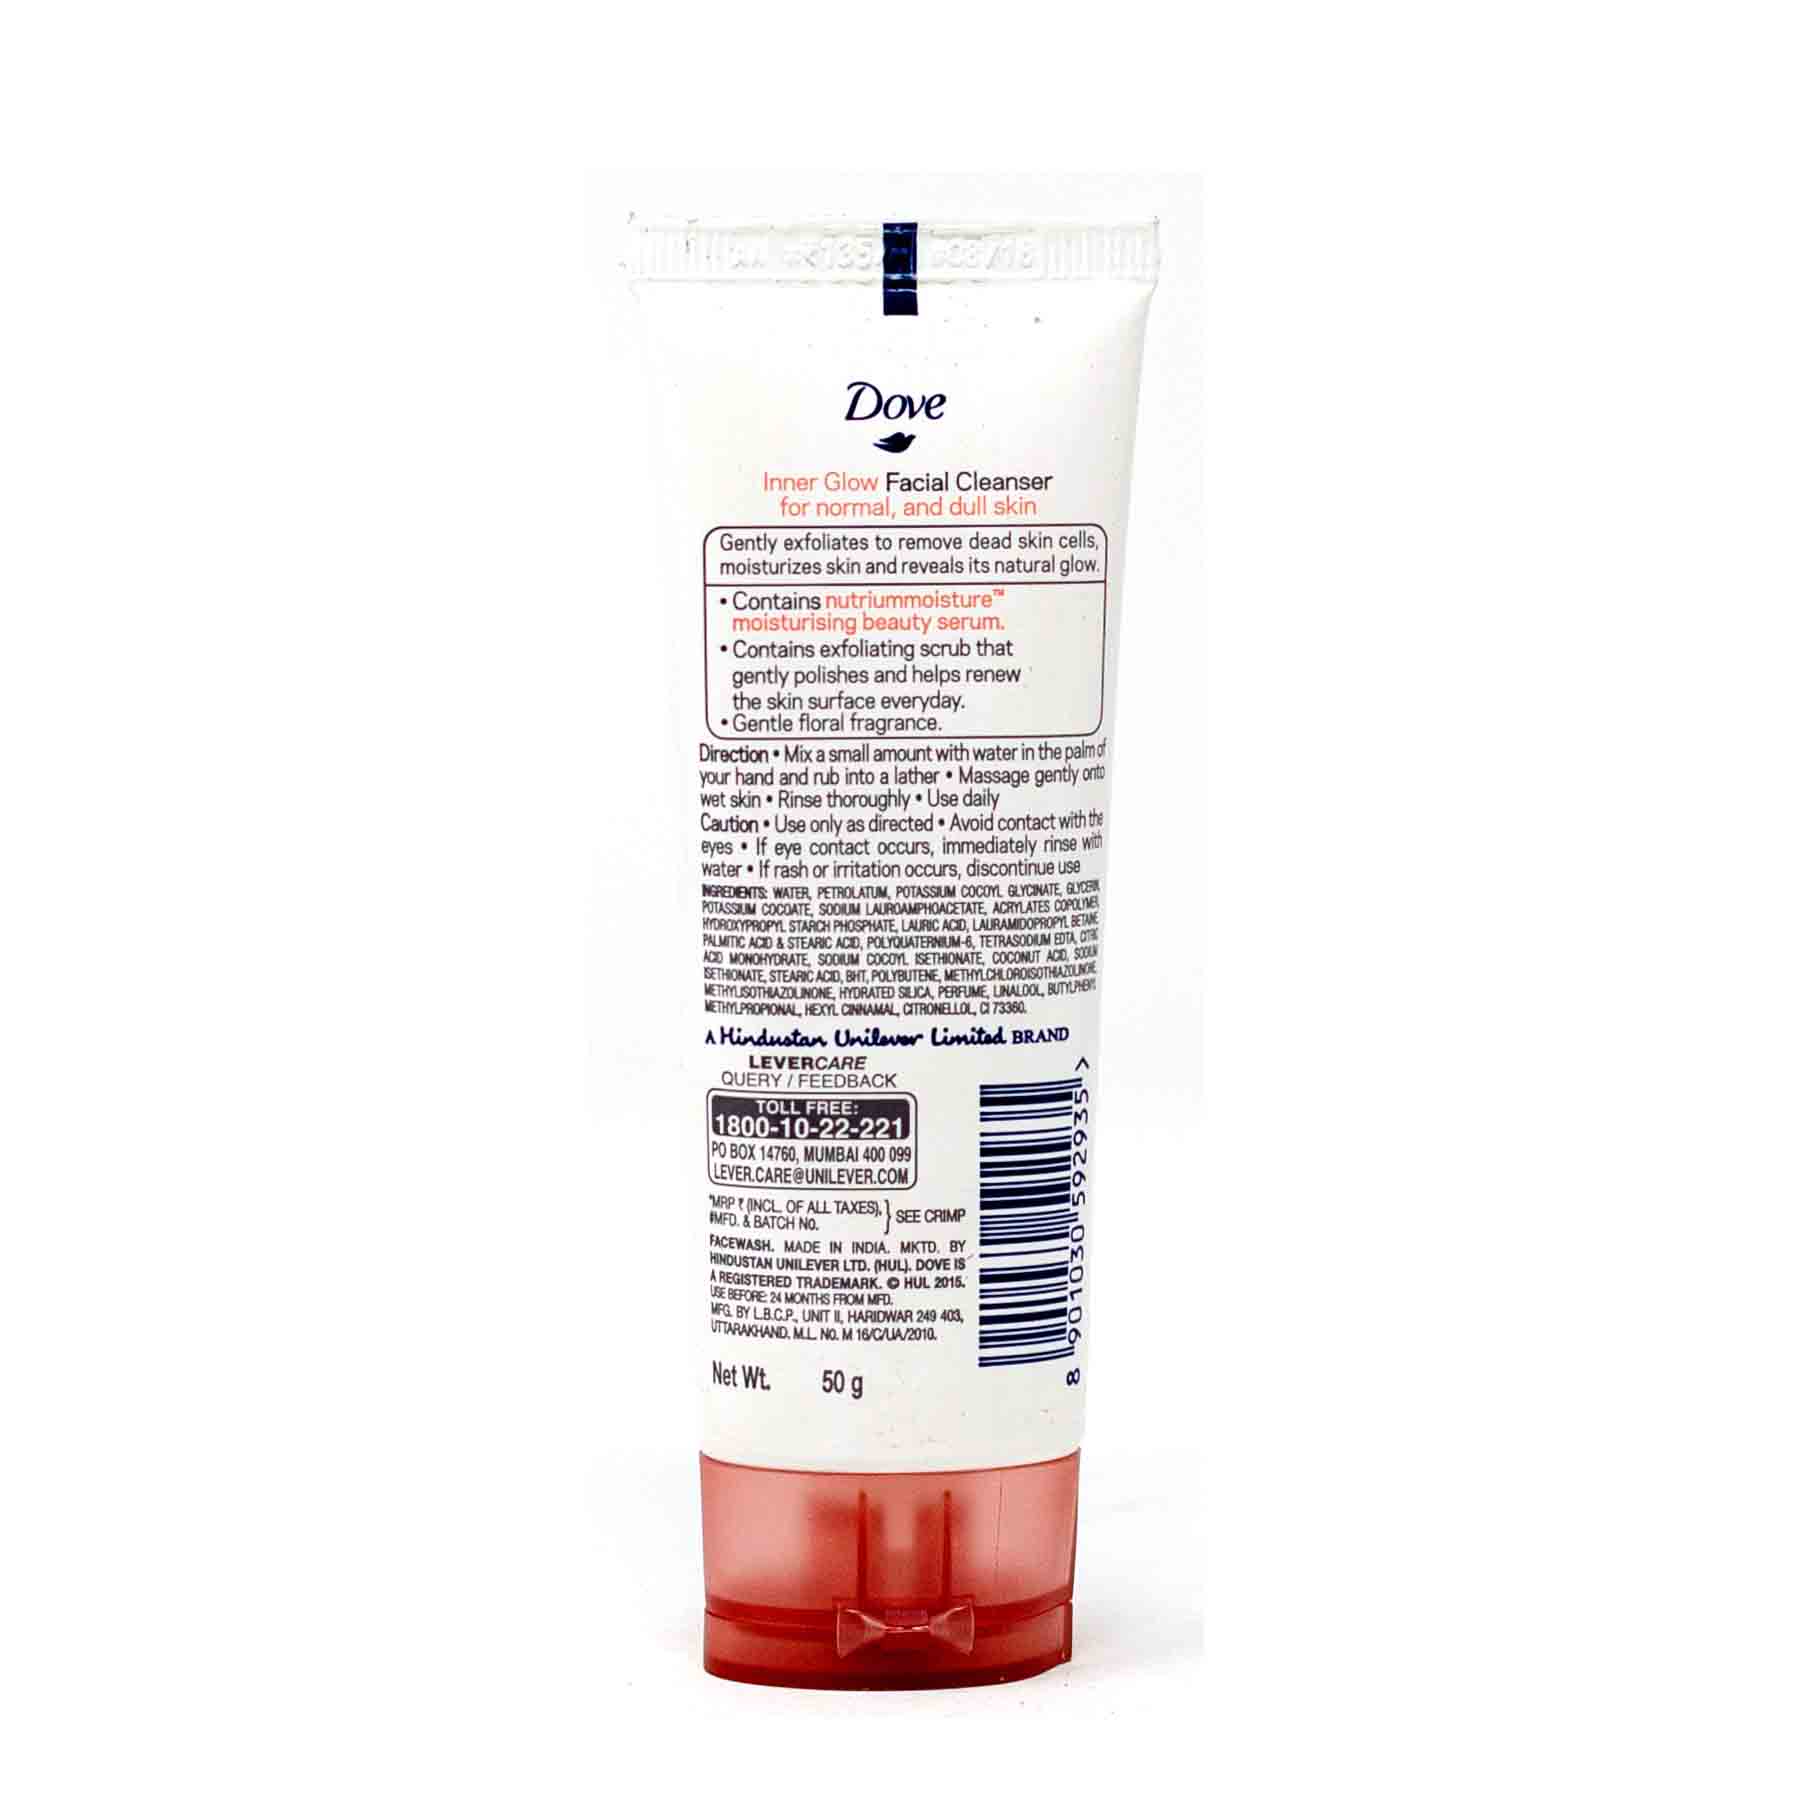 Dove
Inner Glow Facial Cleanser
for normal, and dull skin
Gently exfoliates to remove dead skin cells,
moisturizes skin and reveals its natural glow.
• Contains nutriummoisture™
moisturising beauty serum.
• Contains exfoliating scrub that
gently polishes and helps renew
the skin surface everyday.
• Gentle floral fragrance.
Direction • Mix a small amount with water in the palm of
your hand and rub into a lather • Massage gently onto
wet skin • Rinse thoroughly • Use daily
Caution • Use only as directed • Avoid contact with the
eyes • If eye contact occurs, immediately rinse with
water • If rash or irritation occurs, discontinue use
INGREDIENTS: WATER, PETROLATUM, POTASSIUM COCOYL GLYCINATE, GLYCERIN,
POTASSIUM COCOATE, SODIUM LAUROAMPHOACETATE, ACRYLATES COPOLYMER,
HYDROXYPROPYL STARCH PHOSPHATE, LAURIC ACID, LAURAMIDOPROPYL BETAINE,
PALMITIC ACID & STEARIC ACID, POLYQUATERNIUM-6, TETRASODIUM EDTA, CITRIC
ACID MONOHYDRATE, SODIUM COCOYL ISETHIONATE, COCONUT ACID, SODIUM
ISETHIONATE, STEARIC ACID, BHT, POLYBUTENE, METHYLCHLOROISOTHIAZOLINONE,
METHYLISOTHIAZOLINONE, HYDRATED SILICA, PERFUME, LINALOOL, BUTYLPHENYL
METHYLPROPIONAL, HEXYL CINNAMAL, CITRONELLOL, CI 73360.
A Hindustan Unilever Limited BRAND
LEVERCARE
QUERY / FEEDBACK
TOLL FREE:
1800-10-22-221
PO BOX 14760, MUMBAI 400 099
LEVER.CARE@UNILEVER.COM
*MRP ₹ (INCL. OF ALL TAXES),
#MFD. & BATCH No. } SEE CRIMP
FACEWASH. MADE IN INDIA. MKTD. BY
HINDUSTAN UNILEVER LTD. (HUL). DOVE IS
A REGISTERED TRADEMARK. © HUL 2015.
USE BEFORE: 24 MONTHS FROM MFD.
MFG. BY L.B.C.P., UNIT II, HARIDWAR 249 403,
UTTARAKHAND. M.L. No. M 16/C/UA/2010.
Net Wt. 50 g
8 901030 592935 >